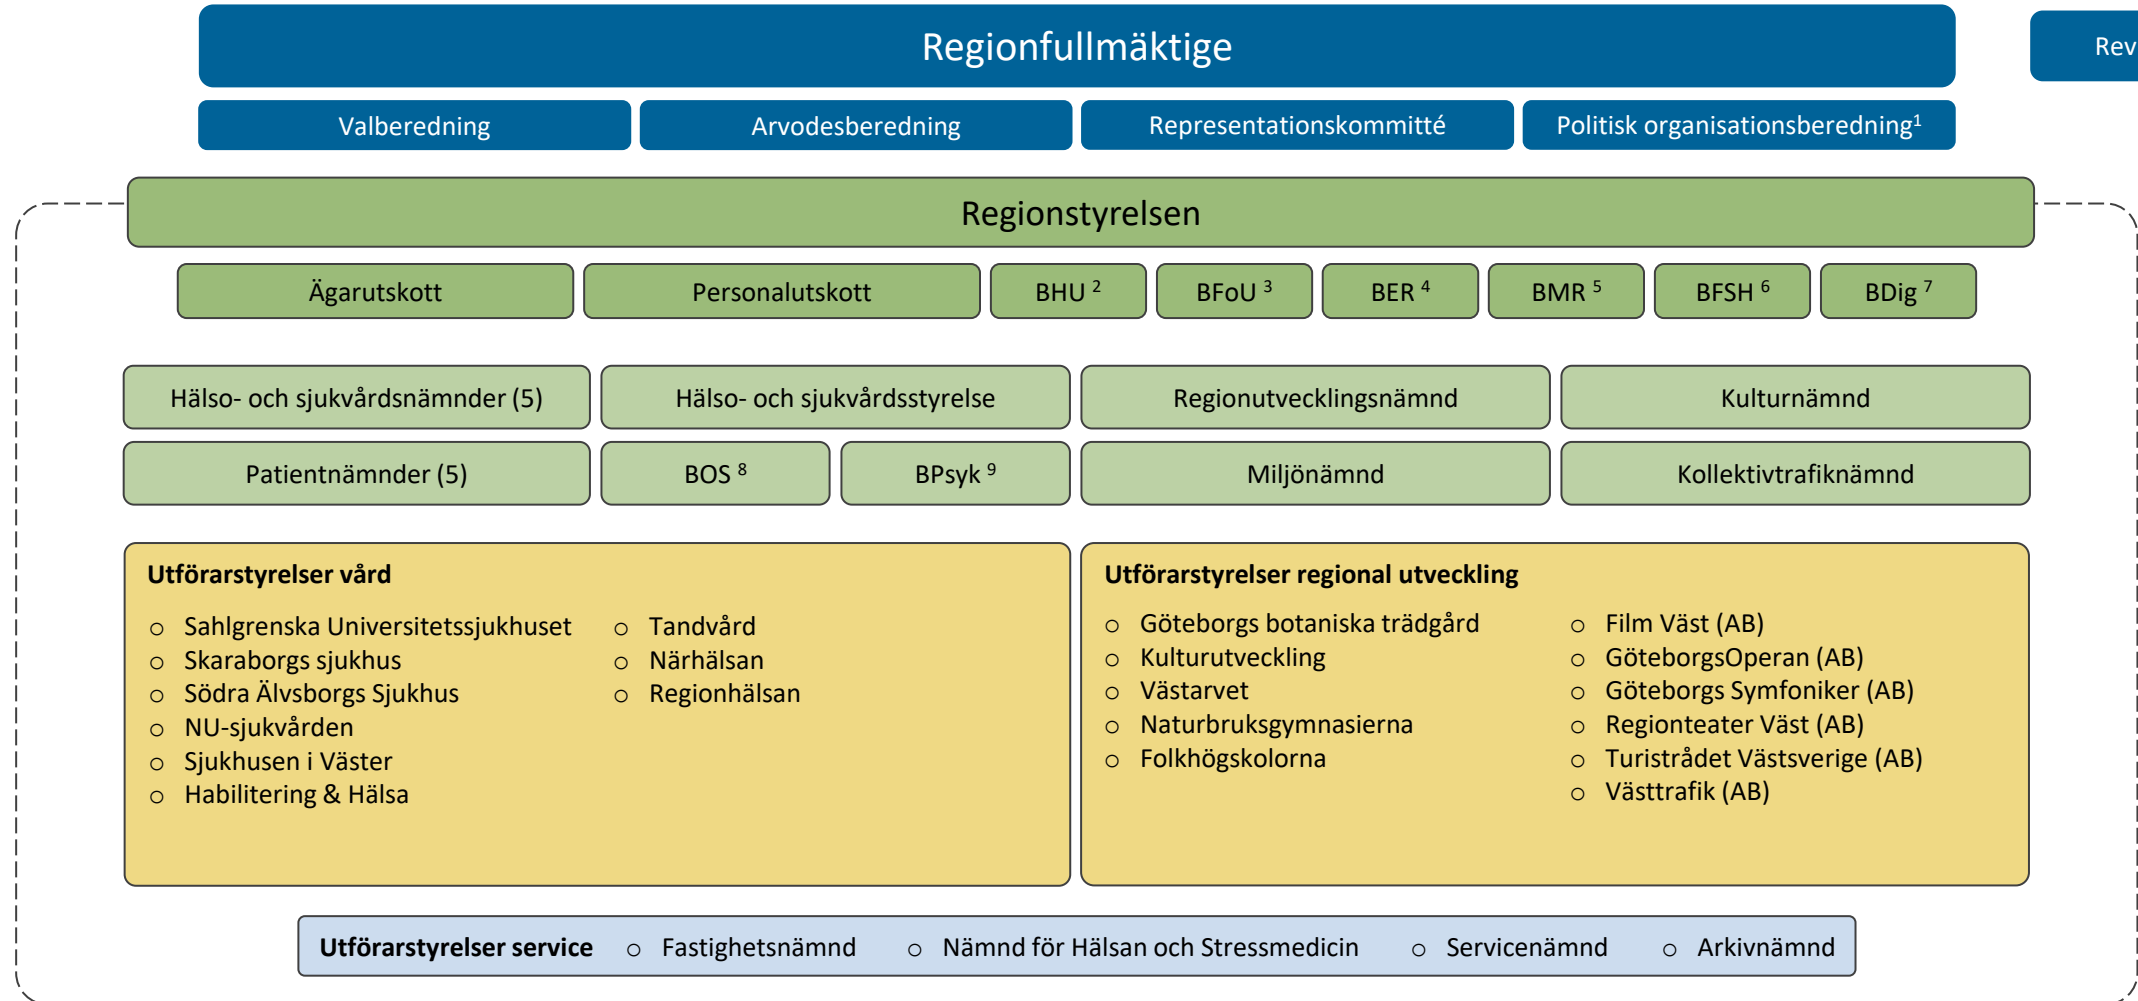 Regionfullmäktige
Rev
Valberedning
Arvodesberedning
Representationskommitté
Politisk organisationsberedning¹
Regionstyrelsen
Ägarutskott
Personalutskott
BHU ²
BFoU ³
BER ⁴
BMR ⁵
BFSH ⁶
BDig ⁷
Hälso- och sjukvårdsnämnder (5)
Hälso- och sjukvårdsstyrelse
Regionutvecklingsnämnd
Kulturnämnd
Patientnämnder (5)
BOS ⁸
BPsyk ⁹
Miljönämnd
Kollektivtrafiknämnd
Utförarstyrelser vård
○ Sahlgrenska Universitetssjukhuset
○ Skaraborgs sjukhus
○ Södra Älvsborgs Sjukhus
○ NU-sjukvården
○ Sjukhusen i Väster
○ Habilitering & Hälsa
○ Tandvård
○ Närhälsan
○ Regionhälsan
Utförarstyrelser regional utveckling
○ Göteborgs botaniska trädgård
○ Kulturutveckling
○ Västarvet
○ Naturbruksgymnasierna
○ Folkhögskolorna
○ Film Väst (AB)
○ GöteborgsOperan (AB)
○ Göteborgs Symfoniker (AB)
○ Regionteater Väst (AB)
○ Turistrådet Västsverige (AB)
○ Västtrafik (AB)
Utförarstyrelser service ○ Fastighetsnämnd ○ Nämnd för Hälsan och Stressmedicin ○ Servicenämnd ○ Arkivnämnd